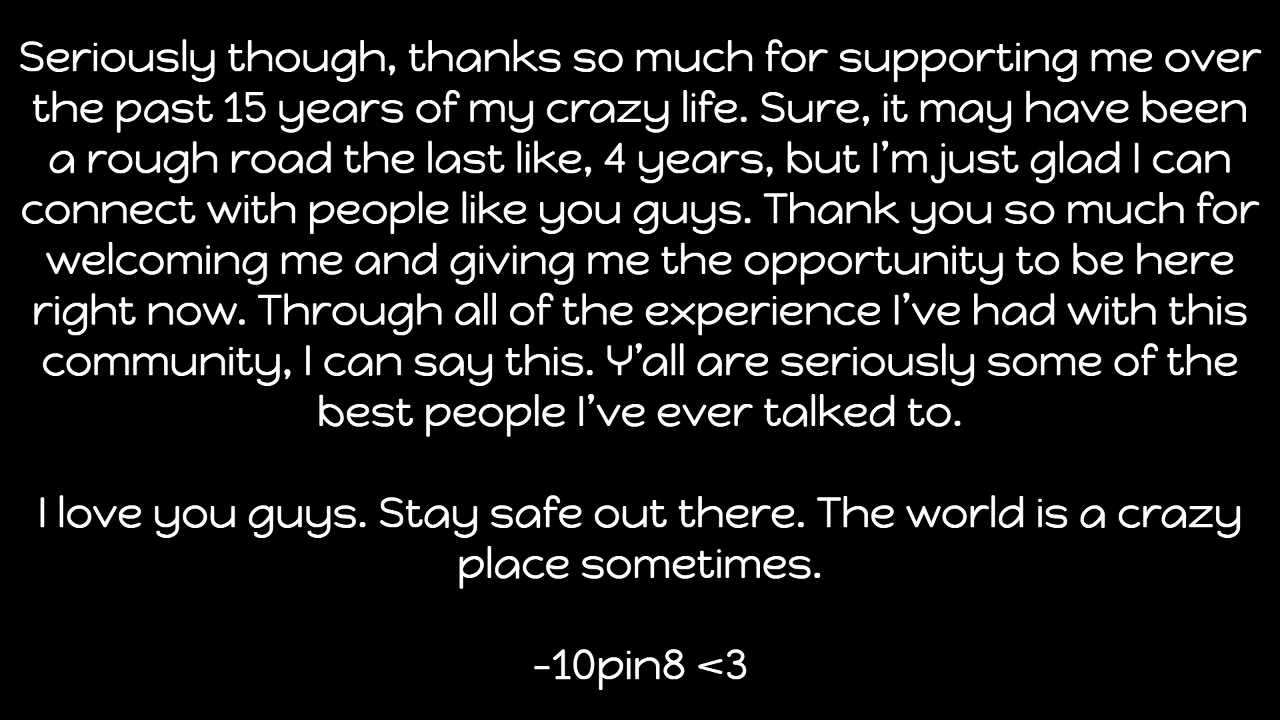 Seriously though, thanks so much for supporting me over
the past 15 years of my crazy life. Sure, it may have been
a rough road the last like, 4 years, but I'm just glad I can
connect with people like you guys. Thank you so much for
welcoming me and giving me the opportunity to be here
right now. Through all of the experience I've had with this
community, I can say this. Y'all are seriously some of the
best people I've ever talked to.
I love you guys. Stay safe out there. The world is a crazy
place sometimes.
-10pin8 <3